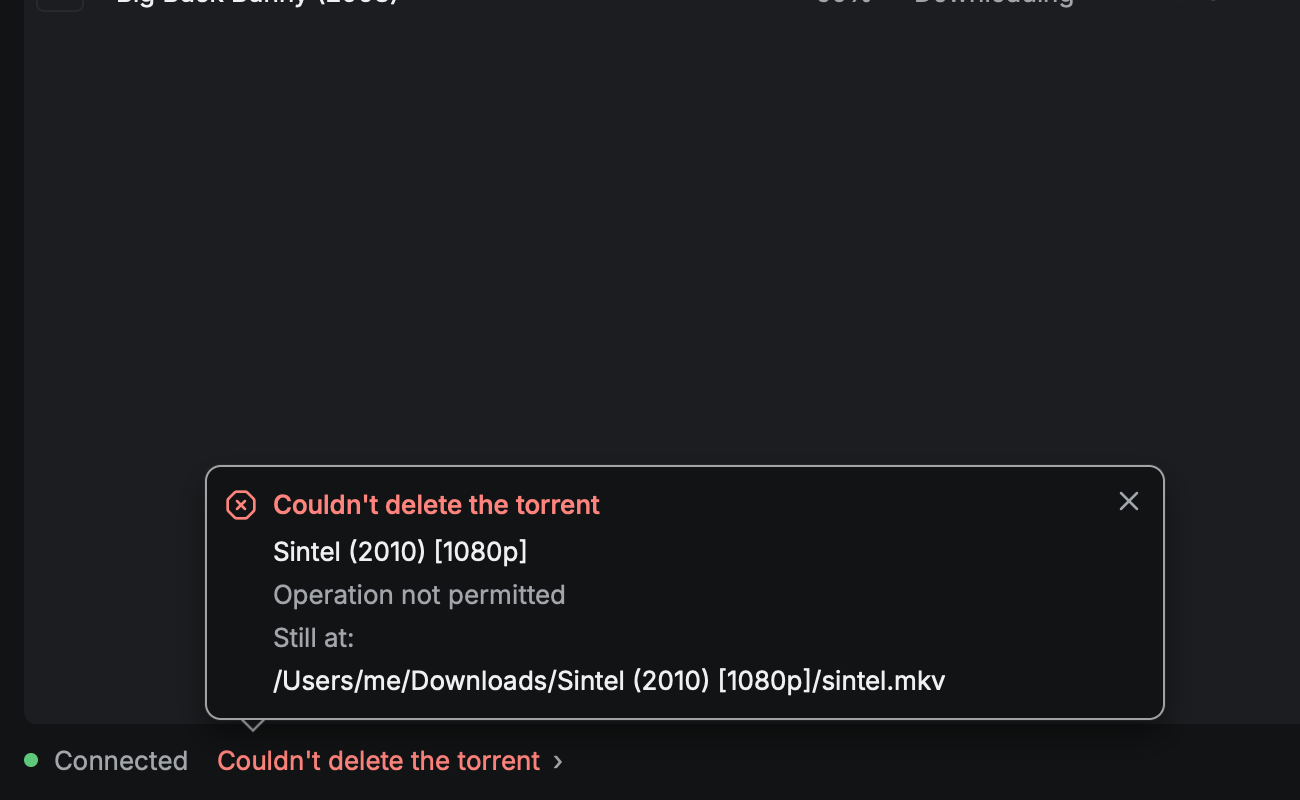 Couldn't delete the torrent
Sintel (2010) [1080p]
Operation not permitted
Still at:
/Users/me/Downloads/Sintel (2010) [1080p]/sintel.mkv
Connected
Couldn't delete the torrent ›